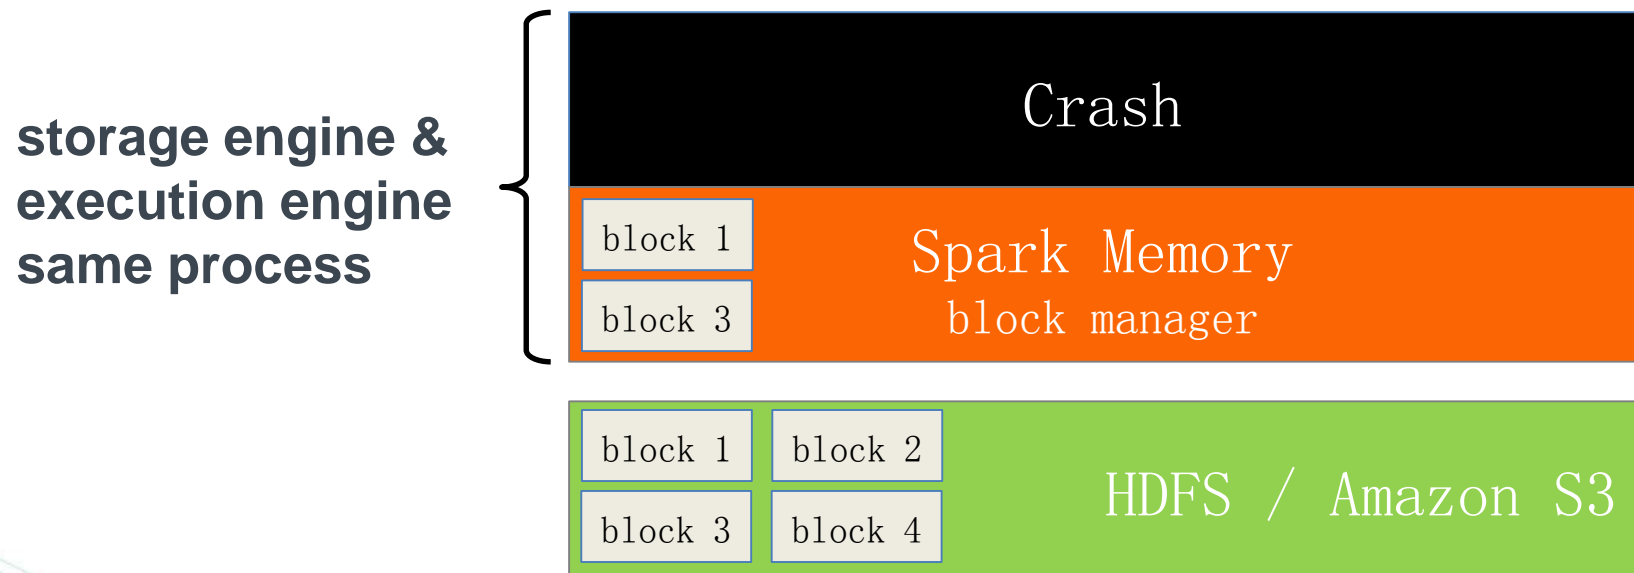 storage engine &
execution engine
same process
Crash
block 1
block 3
Spark Memory
block manager
block 1
block 2
block 3
block 4
HDFS / Amazon S3